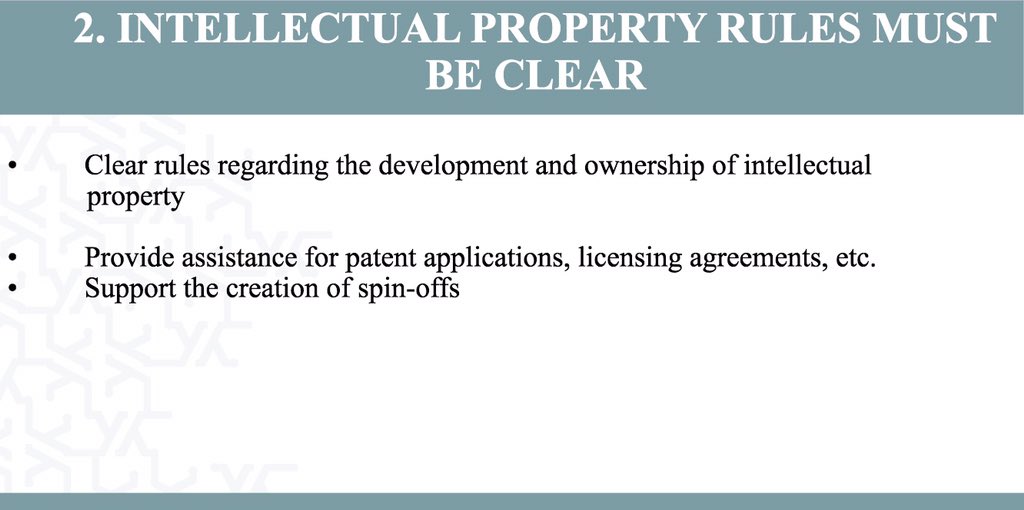 2. INTELLECTUAL PROPERTY RULES MUST
BE CLEAR
• Clear rules regarding the development and ownership of intellectual
property
• Provide assistance for patent applications, licensing agreements, etc.
• Support the creation of spin-offs